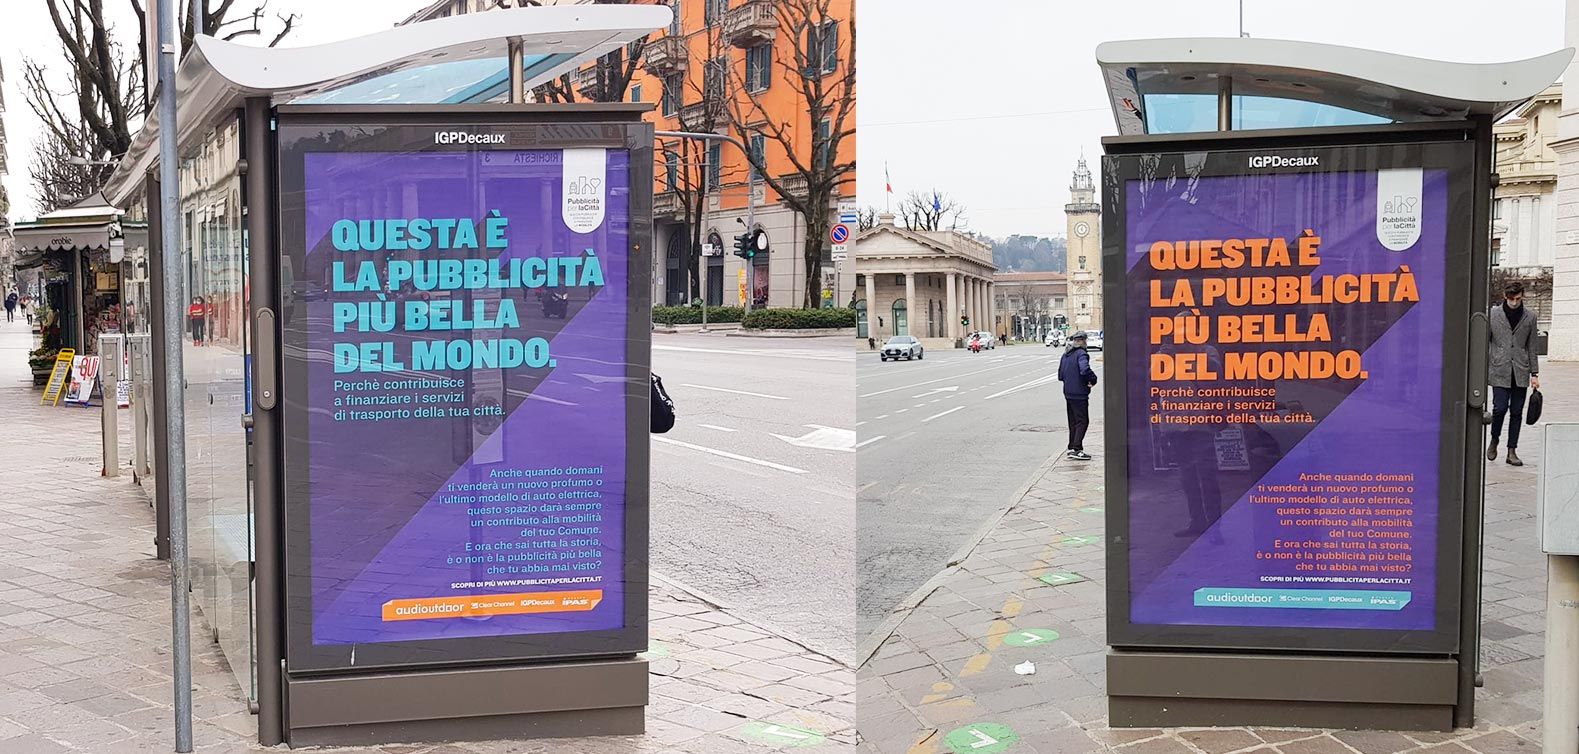 IGPDecaux
RICHIESTA
Pubblicità
per laCittà
QUESTA È
LA PUBBLICITÀ
PIÙ BELLA
DEL MONDO.
Perchè contribuisce
a finanziare i servizi
di trasporto della tua città.
Anche quando domani
ti venderà un nuovo profumo o
l'ultimo modello di auto elettrica,
questo spazio darà sempre
un contributo alla mobilità
del tuo Comune.
E ora che sai tutta la storia,
è o non è la pubblicità più bella
che tu abbia mai visto?
SCOPRI DI PIÙ WWW.PUBBLICITAPERLACITTA.IT
audioutdoor Clear Channel IGPDecaux IPAS
orobie
QUI
IGPDecaux
Pubblicità
per laCittà
QUESTA È
LA PUBBLICITÀ
PIÙ BELLA
DEL MONDO.
Perchè contribuisce
a finanziare i servizi
di trasporto della tua città.
Anche quando domani
ti venderà un nuovo profumo o
l'ultimo modello di auto elettrica,
questo spazio darà sempre
un contributo alla mobilità
del tuo Comune.
E ora che sai tutta la storia,
è o non è la pubblicità più bella
che tu abbia mai visto?
SCOPRI DI PIÙ WWW.PUBBLICITAPERLACITTA.IT
audioutdoor Clear Channel IGPDecaux IPAS